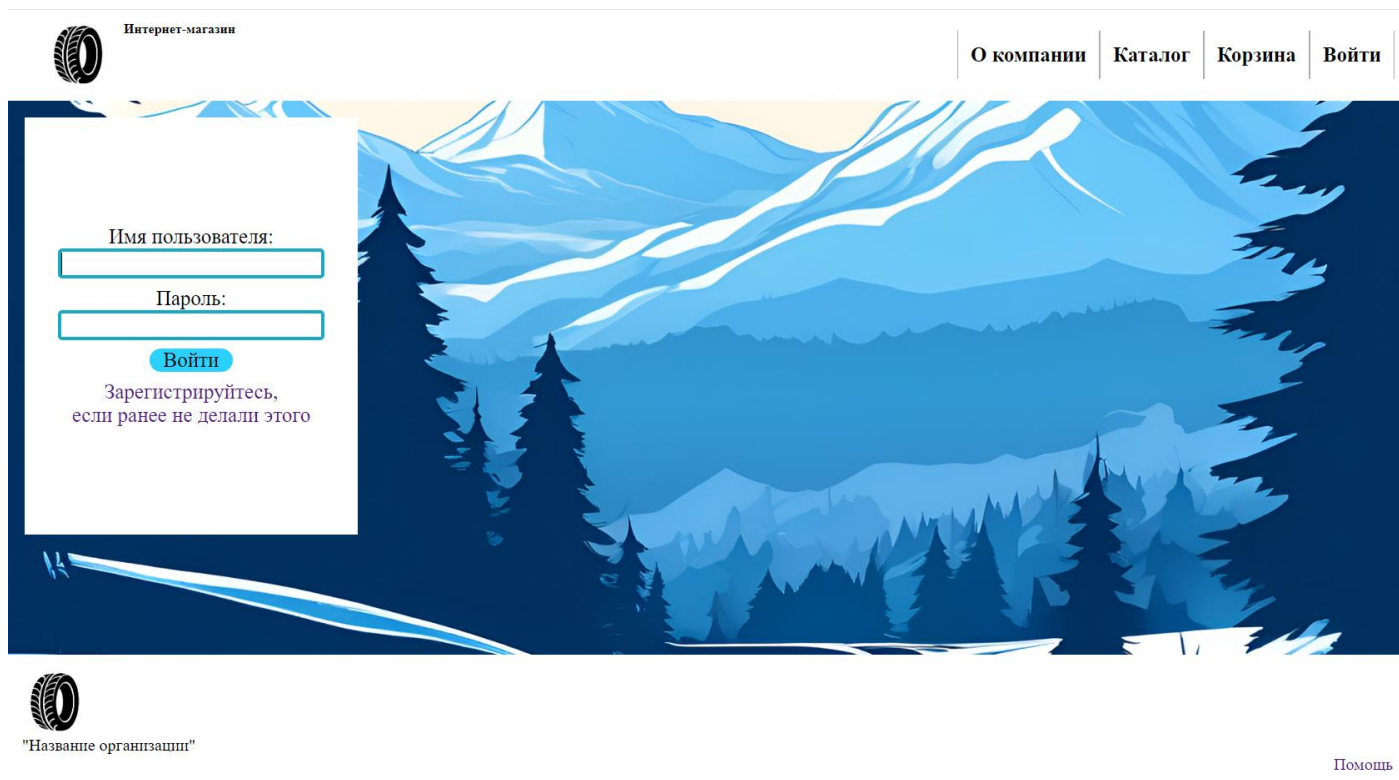 Интернет-магазин
О компании
Каталог
Корзина
Войти
Имя пользователя:
Пароль:
Войти
Зарегистрируйтесь,
если ранее не делали этого
"Название организации"
Помощь